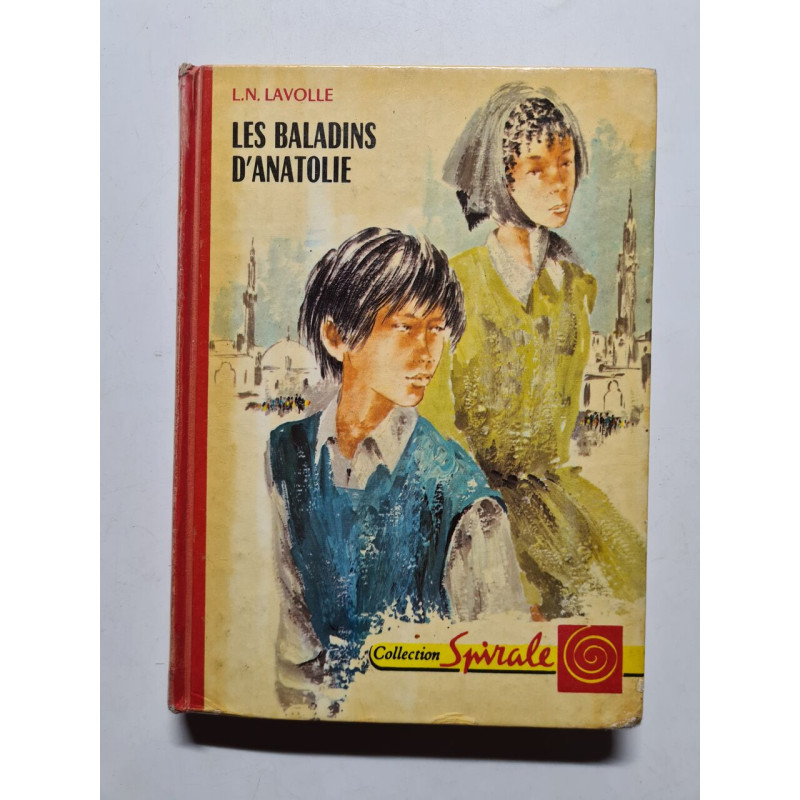 L.N. LAVOLLE
LES BALADINS
D'ANATOLIE
Collection Spirale